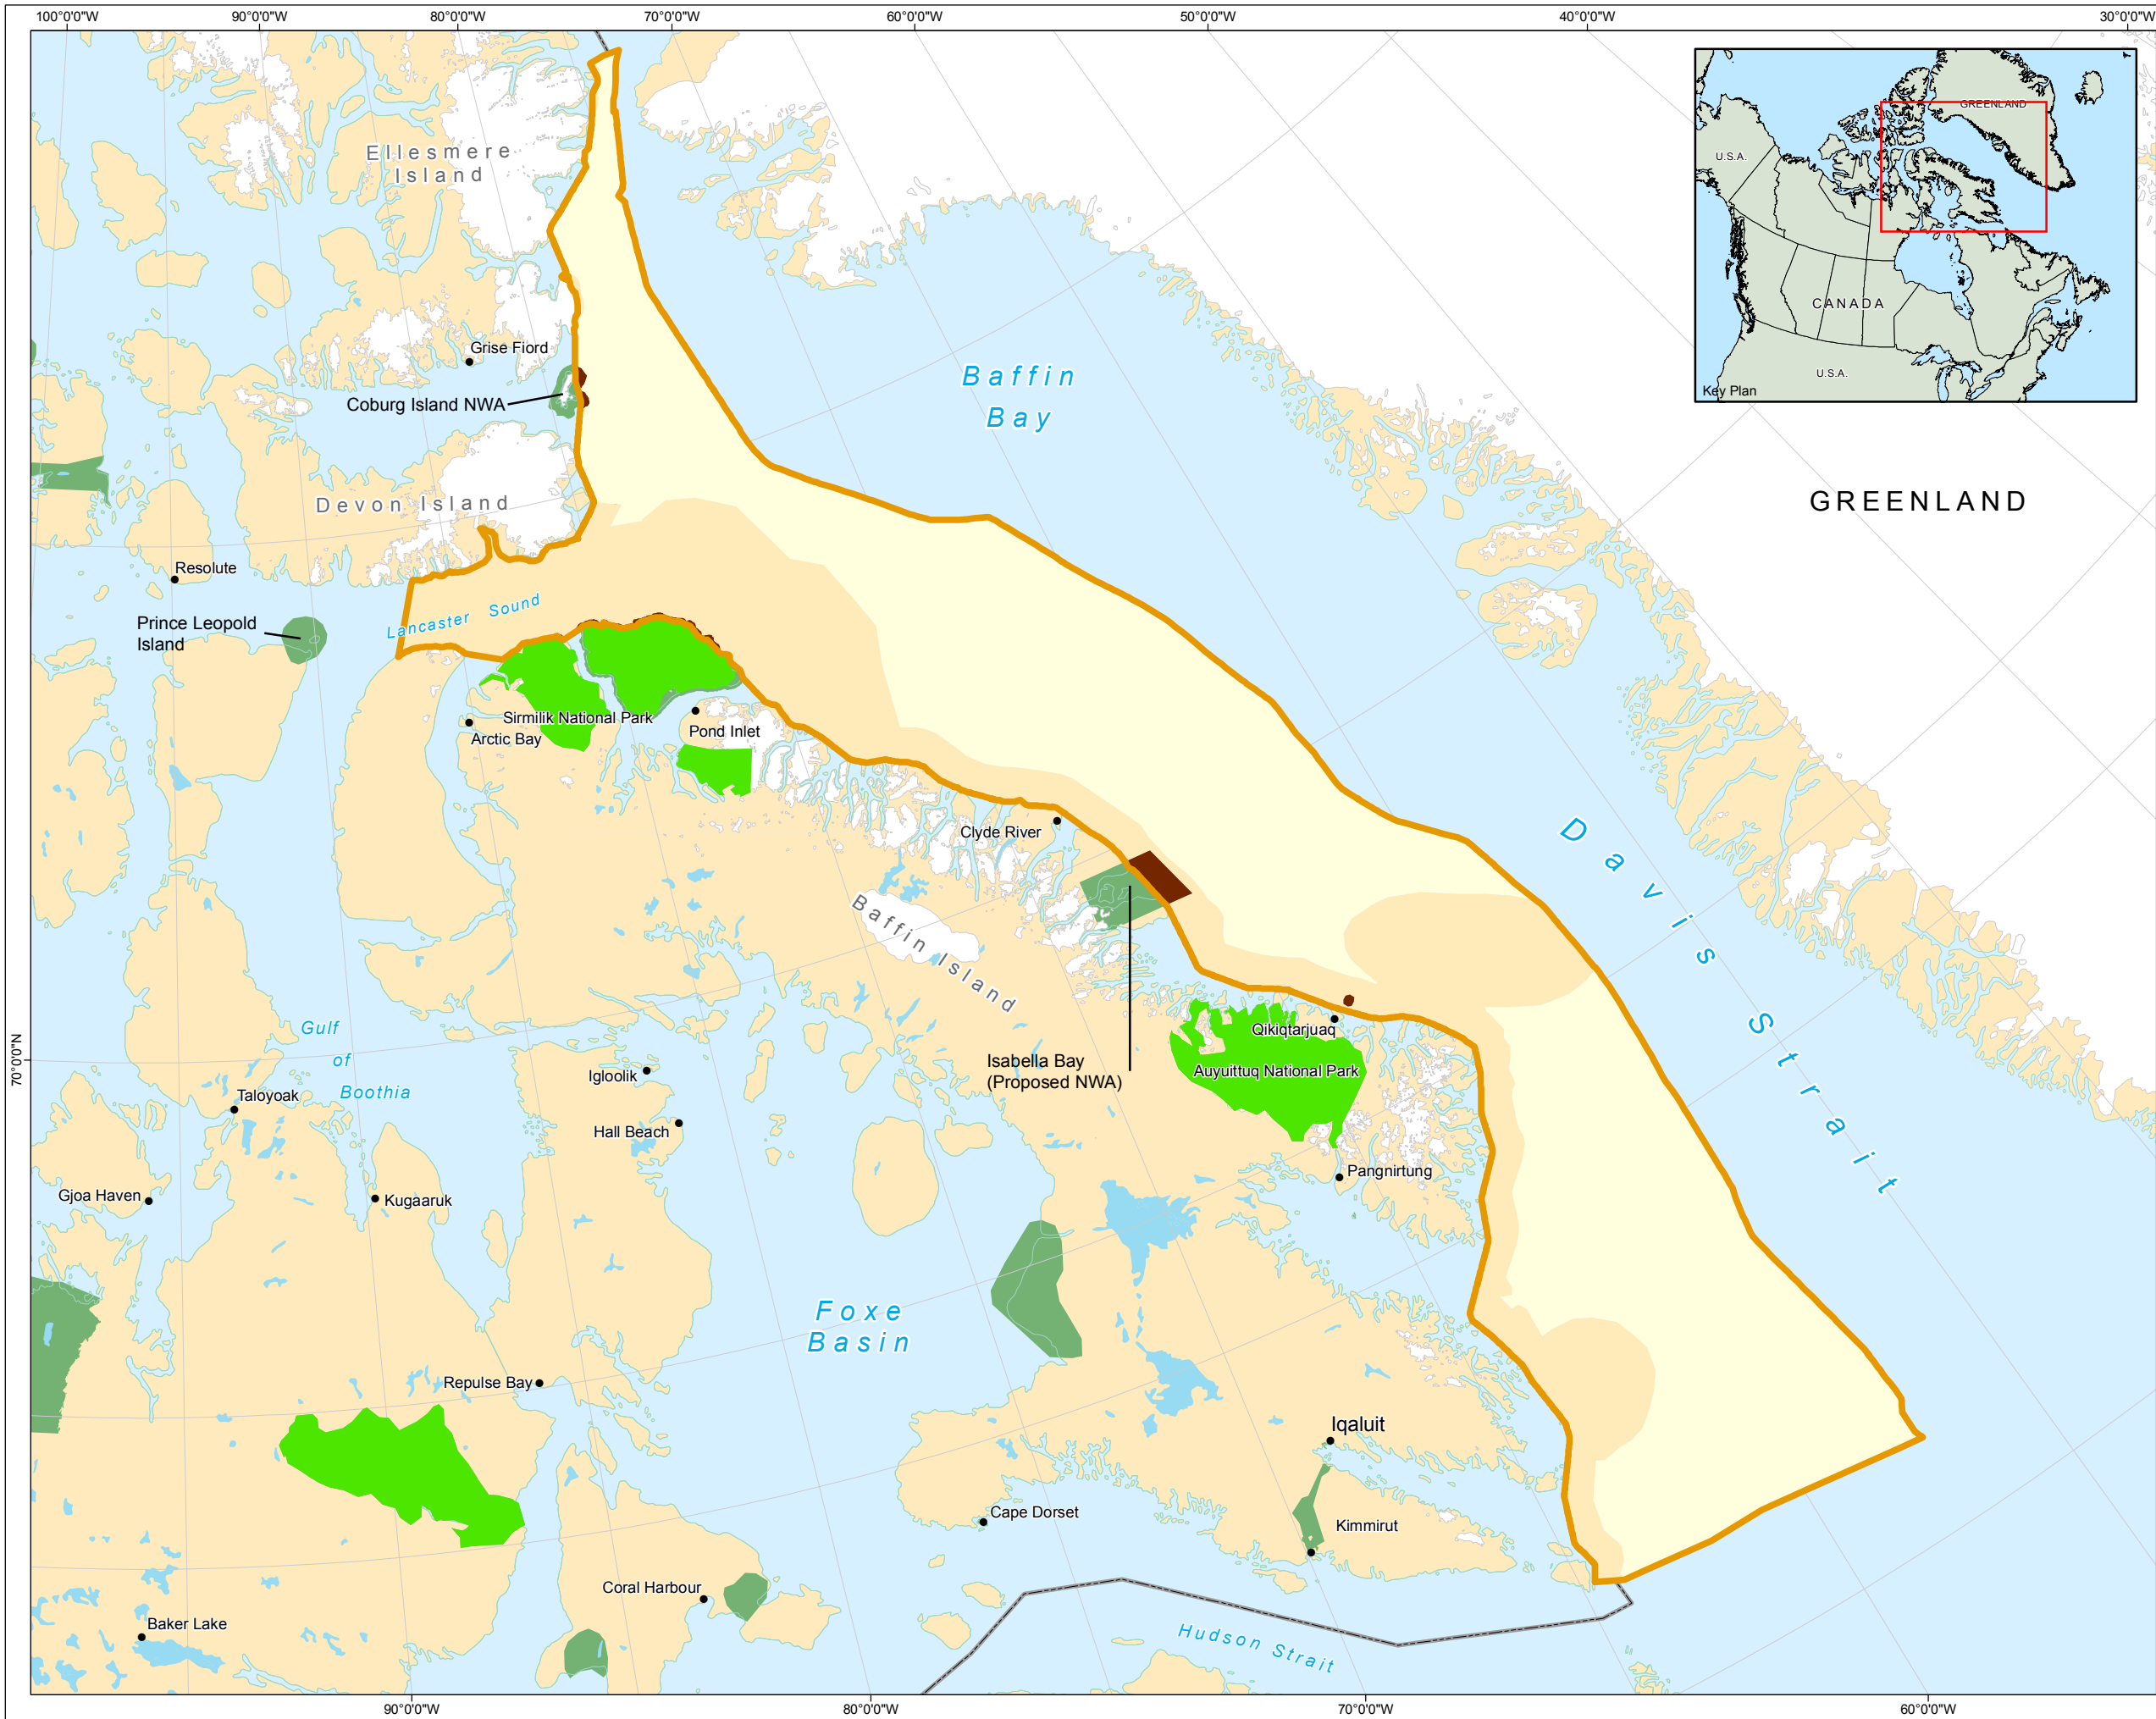 100°0'0"W
90°0'0"W
80°0'0"W
70°0'0"W
60°0'0"W
50°0'0"W
40°0'0"W
30°0'0"W
GREENLAND
U.S.A.
CANADA
U.S.A.
Key Plan
Ellesmere
Island
Grise Fiord
Coburg Island NWA
Baffin
Bay
Devon Island
GREENLAND
Resolute
Lancaster Sound
Prince Leopold
Island
Sirmilik National Park
Arctic Bay
Pond Inlet
Clyde River
Davis Strait
Baffin Island
Gulf
of
Boothia
70°0'0"N
Qikiqtarjuaq
Isabella Bay
(Proposed NWA)
Auyuittuq National Park
Igloolik
Taloyoak
Hall Beach
Pangnirtung
Gjoa Haven
Kugaaruk
Foxe
Basin
Repulse Bay
Iqaluit
Cape Dorset
Kimmirut
Coral Harbour
Baker Lake
Hudson Strait
90°0'0"W
80°0'0"W
70°0'0"W
60°0'0"W